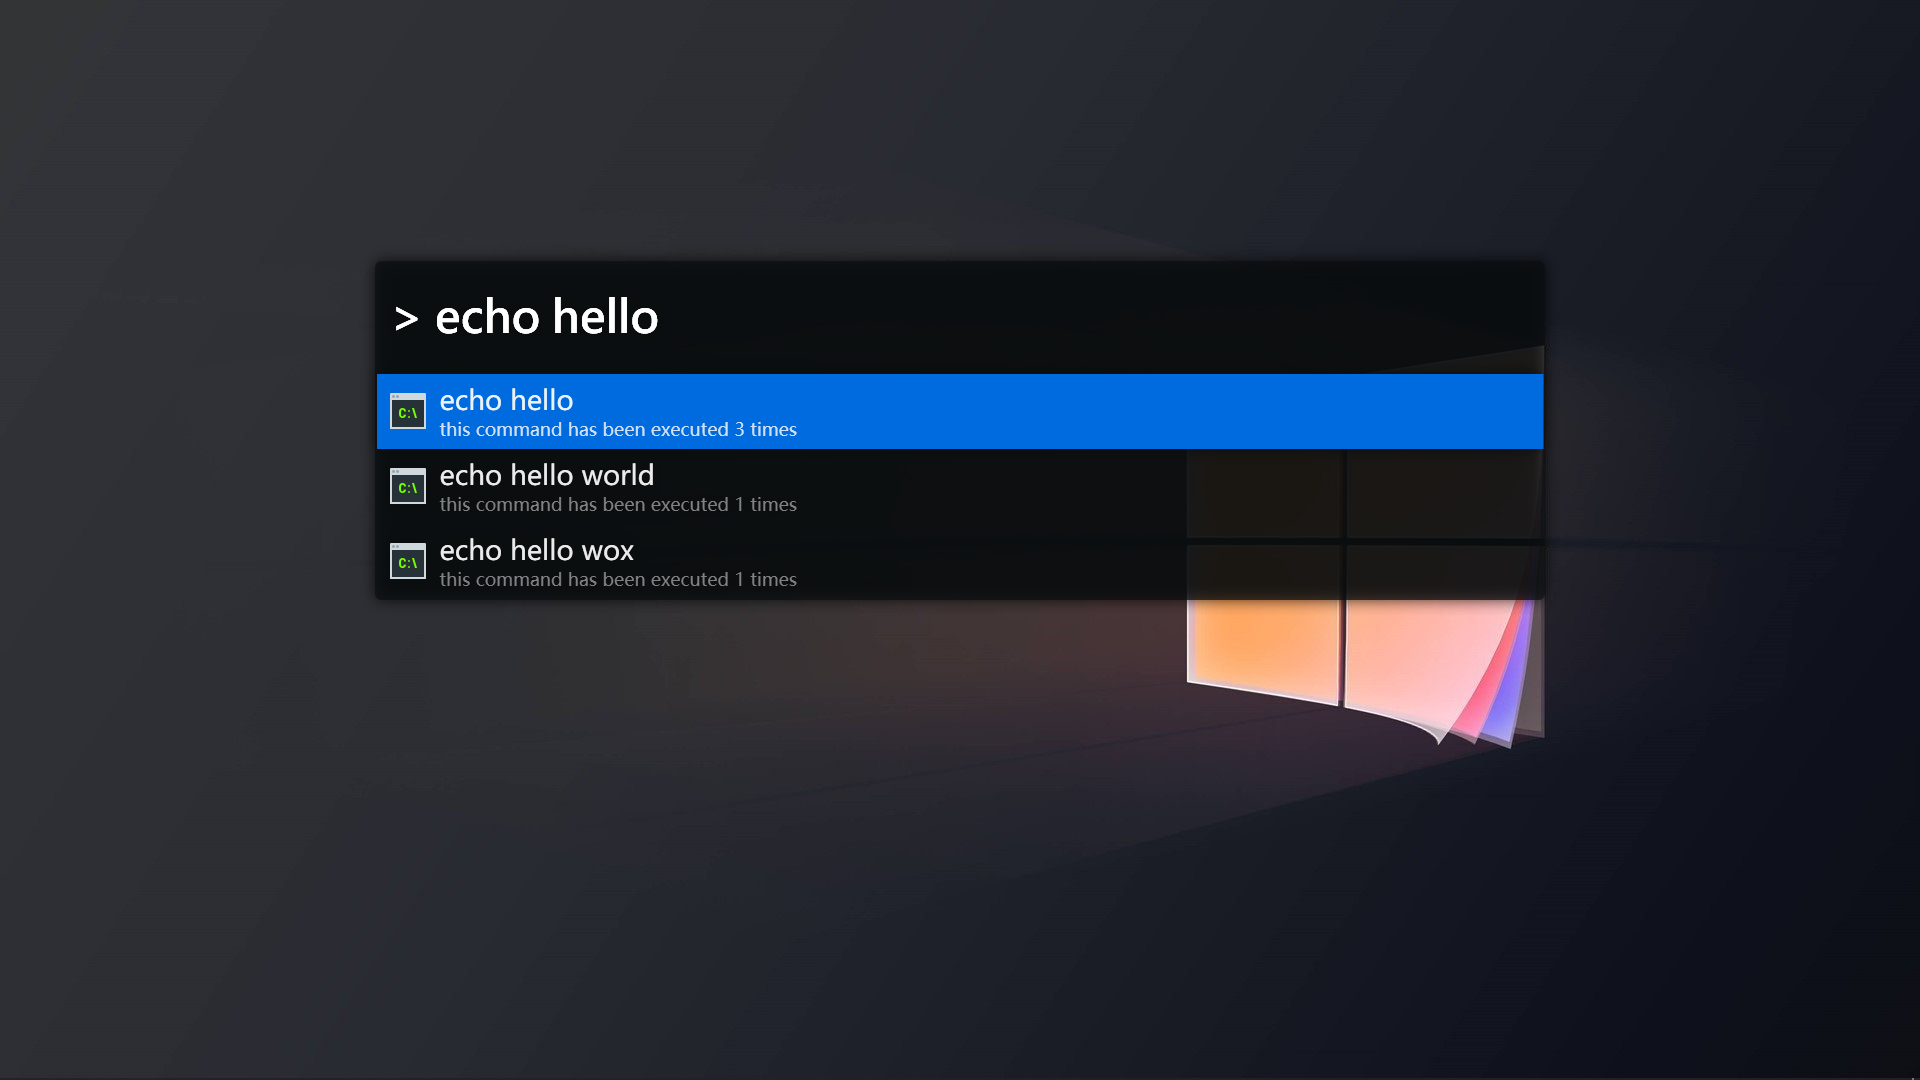 > echo hello
C:\ echo hello
this command has been executed 3 times
C:\ echo hello world
this command has been executed 1 times
C:\ echo hello wox
this command has been executed 1 times